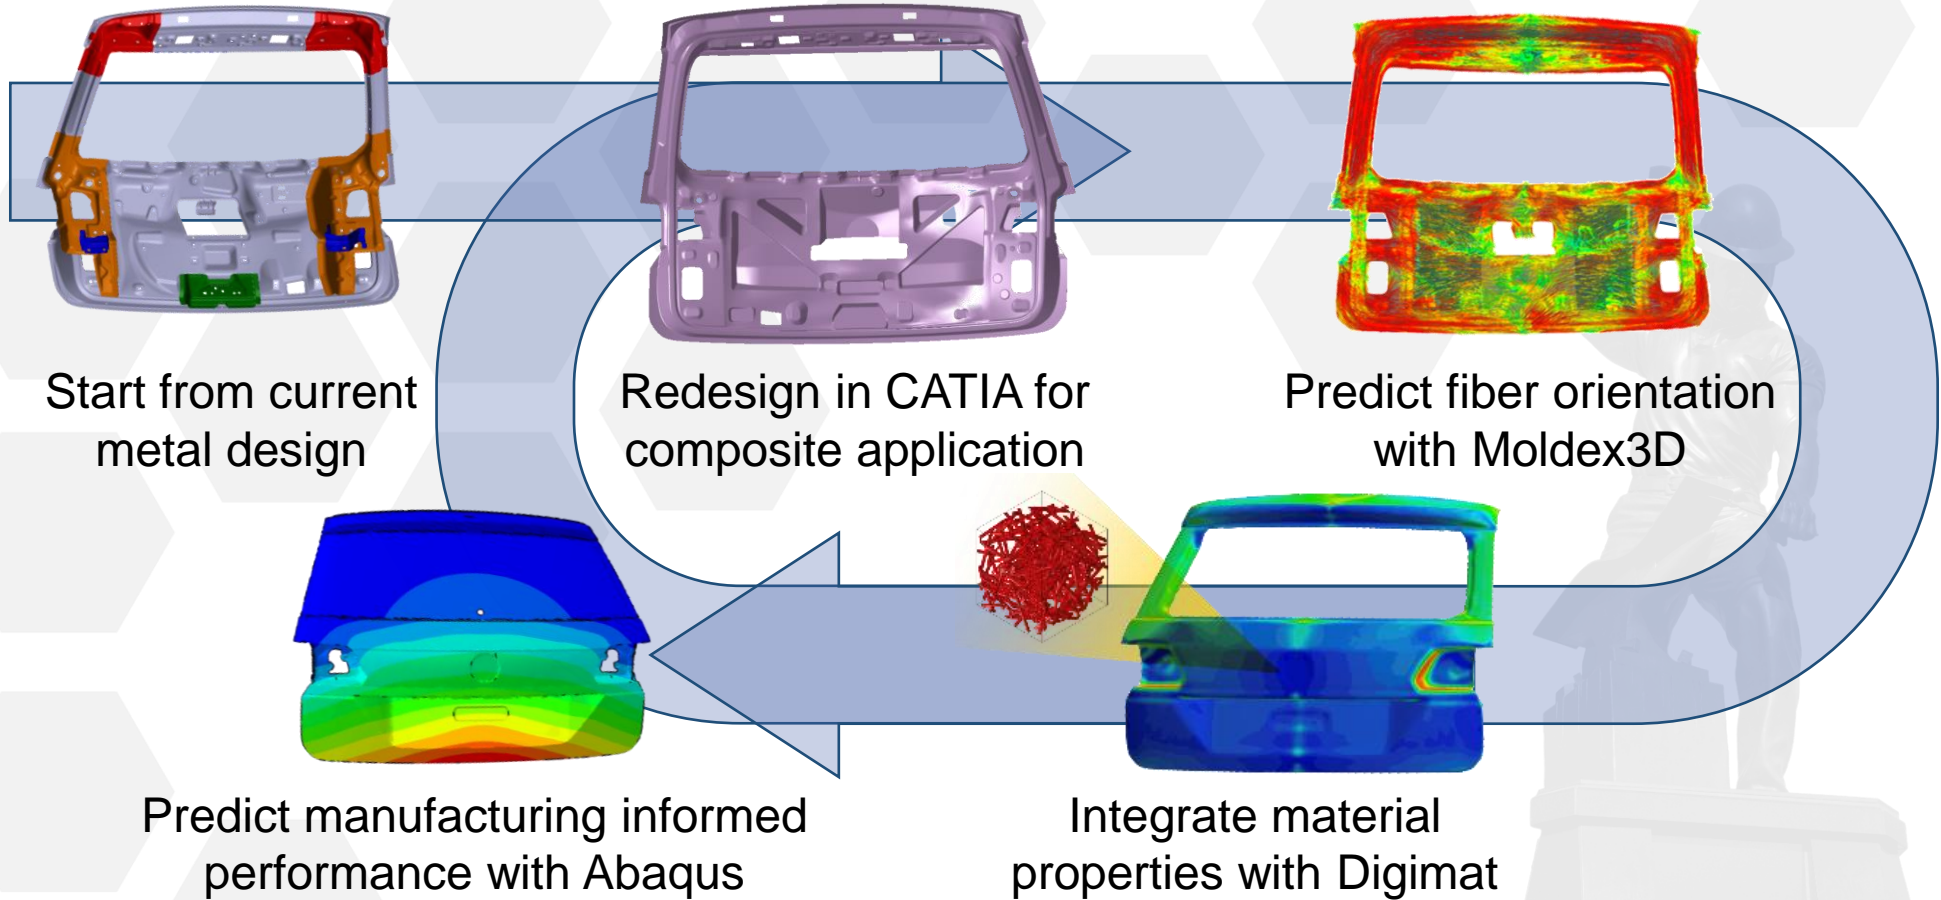 Start from current
metal design
Redesign in CATIA for
composite application
Predict fiber orientation
with Moldex3D
Predict manufacturing informed
performance with Abaqus
Integrate material
properties with Digimat